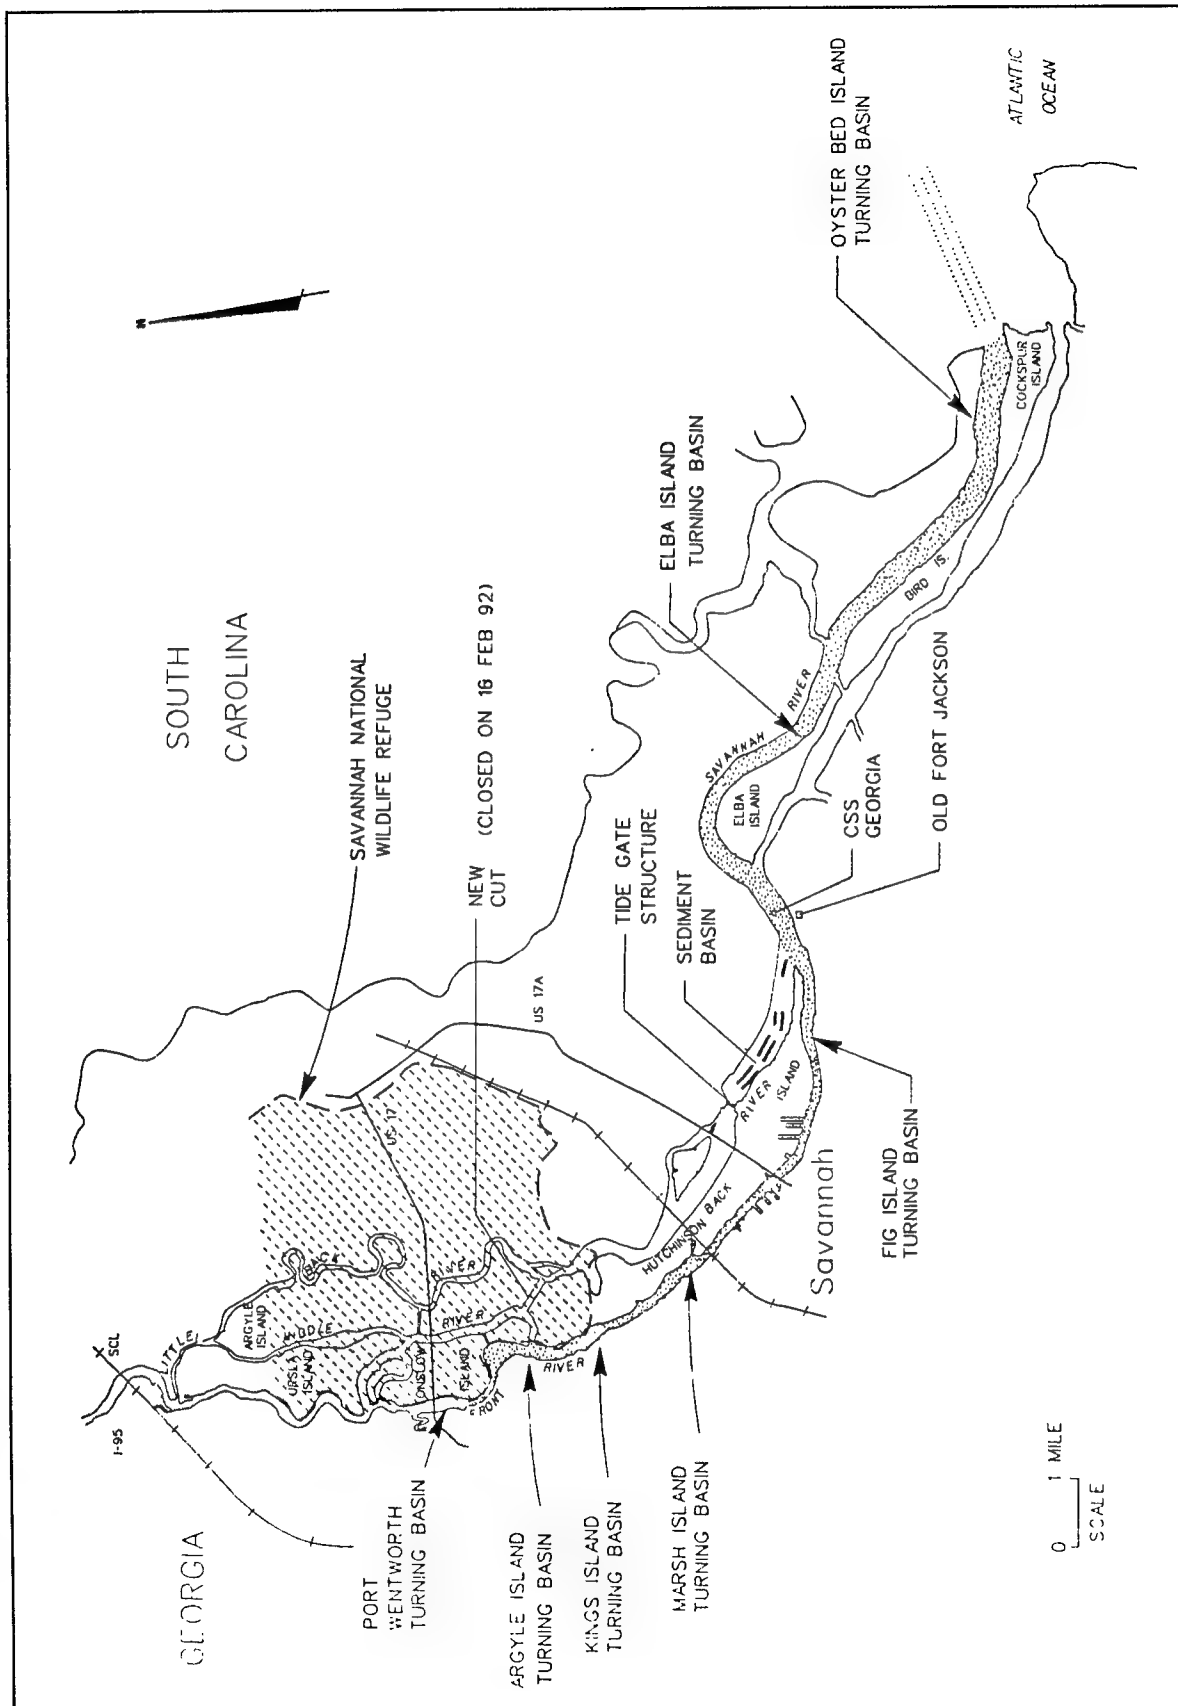 SOUTH
CAROLINA
GEORGIA
ATLANTIC
OCEAN
N
SAVANNAH NATIONAL
WILDLIFE REFUGE
NEW
CUT
(CLOSED ON 16 FEB 92)
TIDE GATE
STRUCTURE
SEDIMENT
BASIN
ELBA ISLAND
TURNING BASIN
OYSTER BED ISLAND
TURNING BASIN
I-95
SCL
LITTLE
ARGYLE
ISLAND
BACK
RIVER
MIDDLE
RIVER
URSLA
ISLAND
ONSLOW
ISLAND
FRONT
RIVER
US 17
US 17A
HUTCHINSON
ISLAND
BACK
RIVER
SAVANNAH
RIVER
ELBA
ISLAND
BIRD IS.
COCKSPUR
ISLAND
CSS
GEORGIA
OLD FORT JACKSON
Savannah
PORT
WENTWORTH
TURNING BASIN
ARGYLE ISLAND
TURNING BASIN
KINGS ISLAND
TURNING BASIN
MARSH ISLAND
TURNING BASIN
FIG ISLAND
TURNING BASIN
0 1 MILE
SCALE